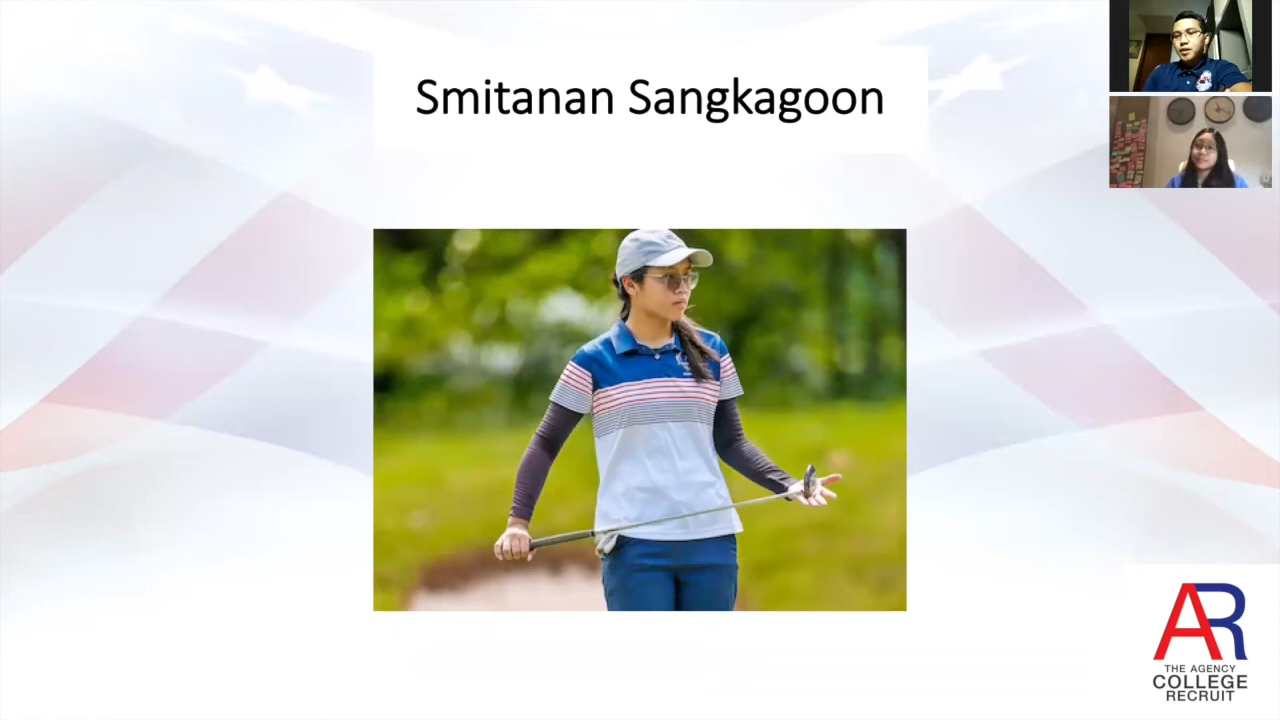 Smitanan Sangkagoon
AR
THE AGENCY
COLLEGE
RECRUIT